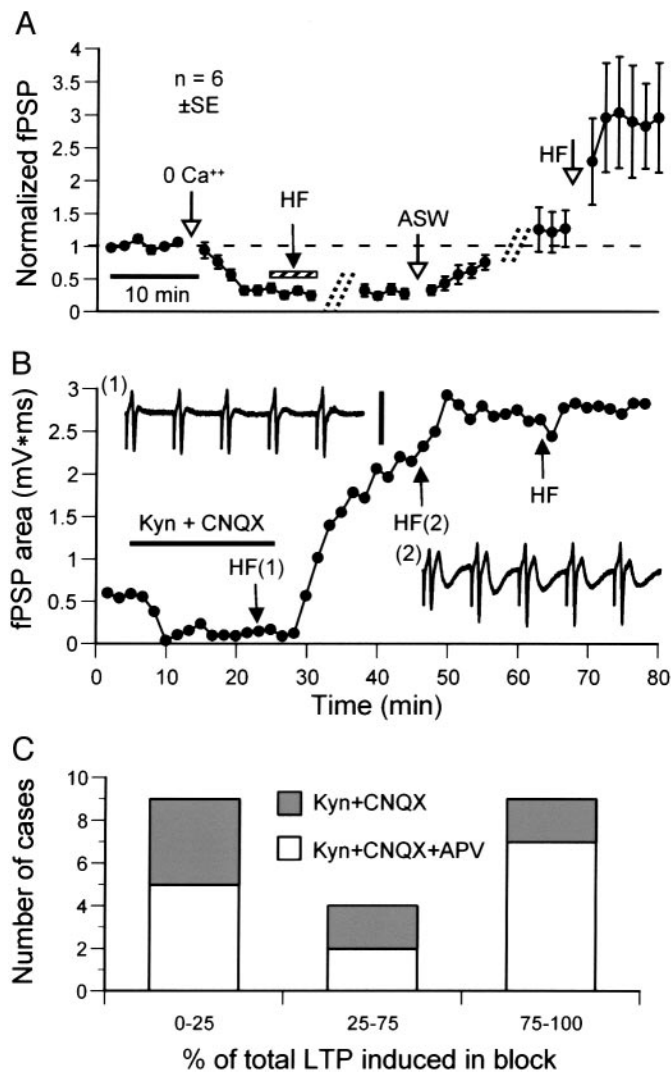 A
Normalized fPSP
4
3.5
3
2.5
2
1.5
1
0.5
0
n = 6
±SE
0 Ca++
HF
ASW
HF
10 min
B
fPSP area (mV*ms)
3
2.5
2
1.5
1
0.5
0
(1)
Kyn + CNQX
HF(1)
HF(2)
HF
(2)
0 10 20 30 40 50 60 70 80
Time (min)
C
Number of cases
10
8
6
4
2
0
Kyn+CNQX
Kyn+CNQX+APV
0-25 25-75 75-100
% of total LTP induced in block